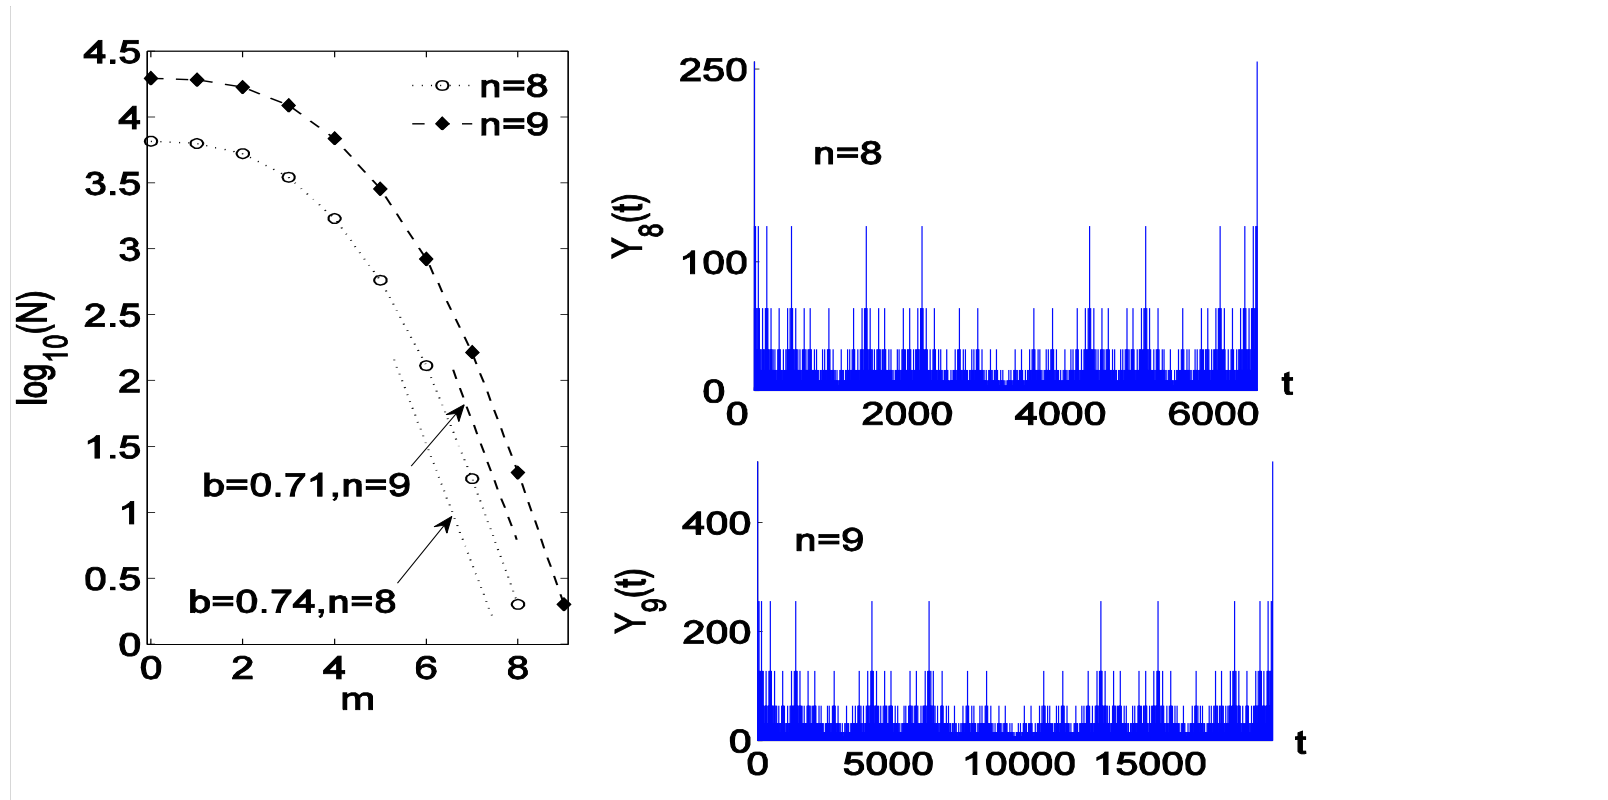 4.5
4
3.5
3
2.5
2
1.5
1
0.5
0
0 2 4 6 8
m
log10(N)
n=8
n=9
b=0.71,n=9
b=0.74,n=8
250
100
0
0 2000 4000 6000
t
Y8(t)
n=8
400
200
0
0 5000 10000 15000
t
Y9(t)
n=9